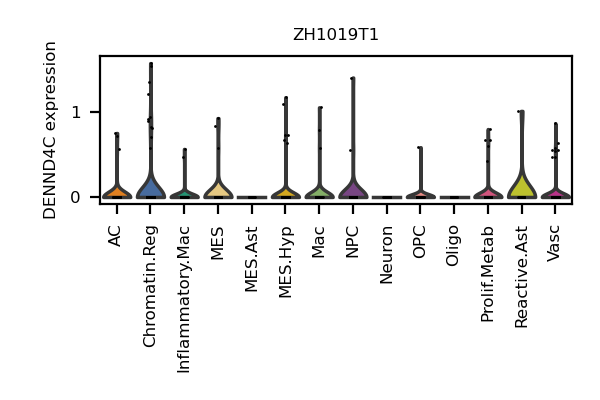 ZH1019T1
DENND4C expression
1
0
AC
Chromatin.Reg
Inflammatory.Mac
MES
MES.Ast
MES.Hyp
Mac
NPC
Neuron
OPC
Oligo
Prolif.Metab
Reactive.Ast
Vasc